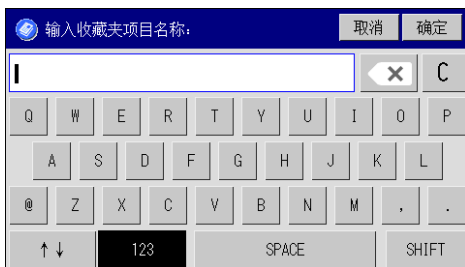 输入收藏夹项目名称: 取消 确定
C
Q W E R T Y U I O P
A S D F G H J K L
@ Z X C V B N M , .
↑↓ 123 SPACE SHIFT